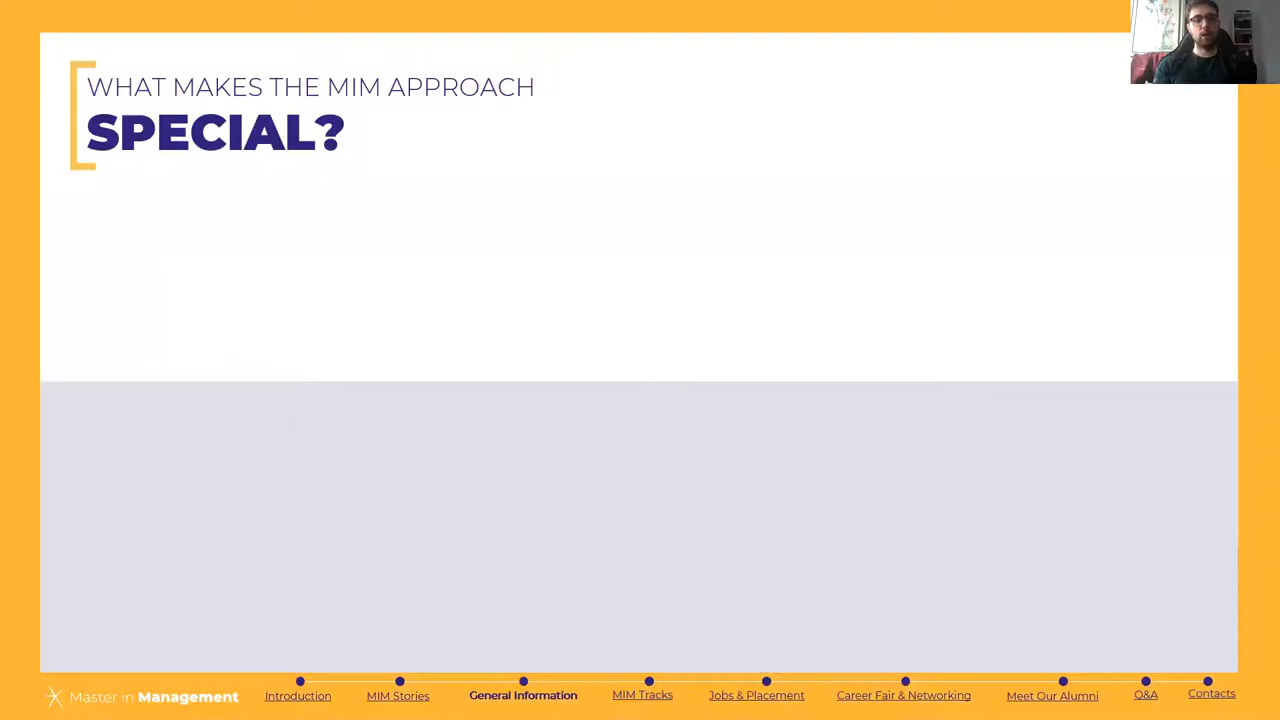 WHAT MAKES THE MIM APPROACH
SPECIAL?
Master in Management
Introduction
MIM Stories
General Information
MIM Tracks
Jobs & Placement
Career Fair & Networking
Meet Our Alumni
Q&A
Contacts